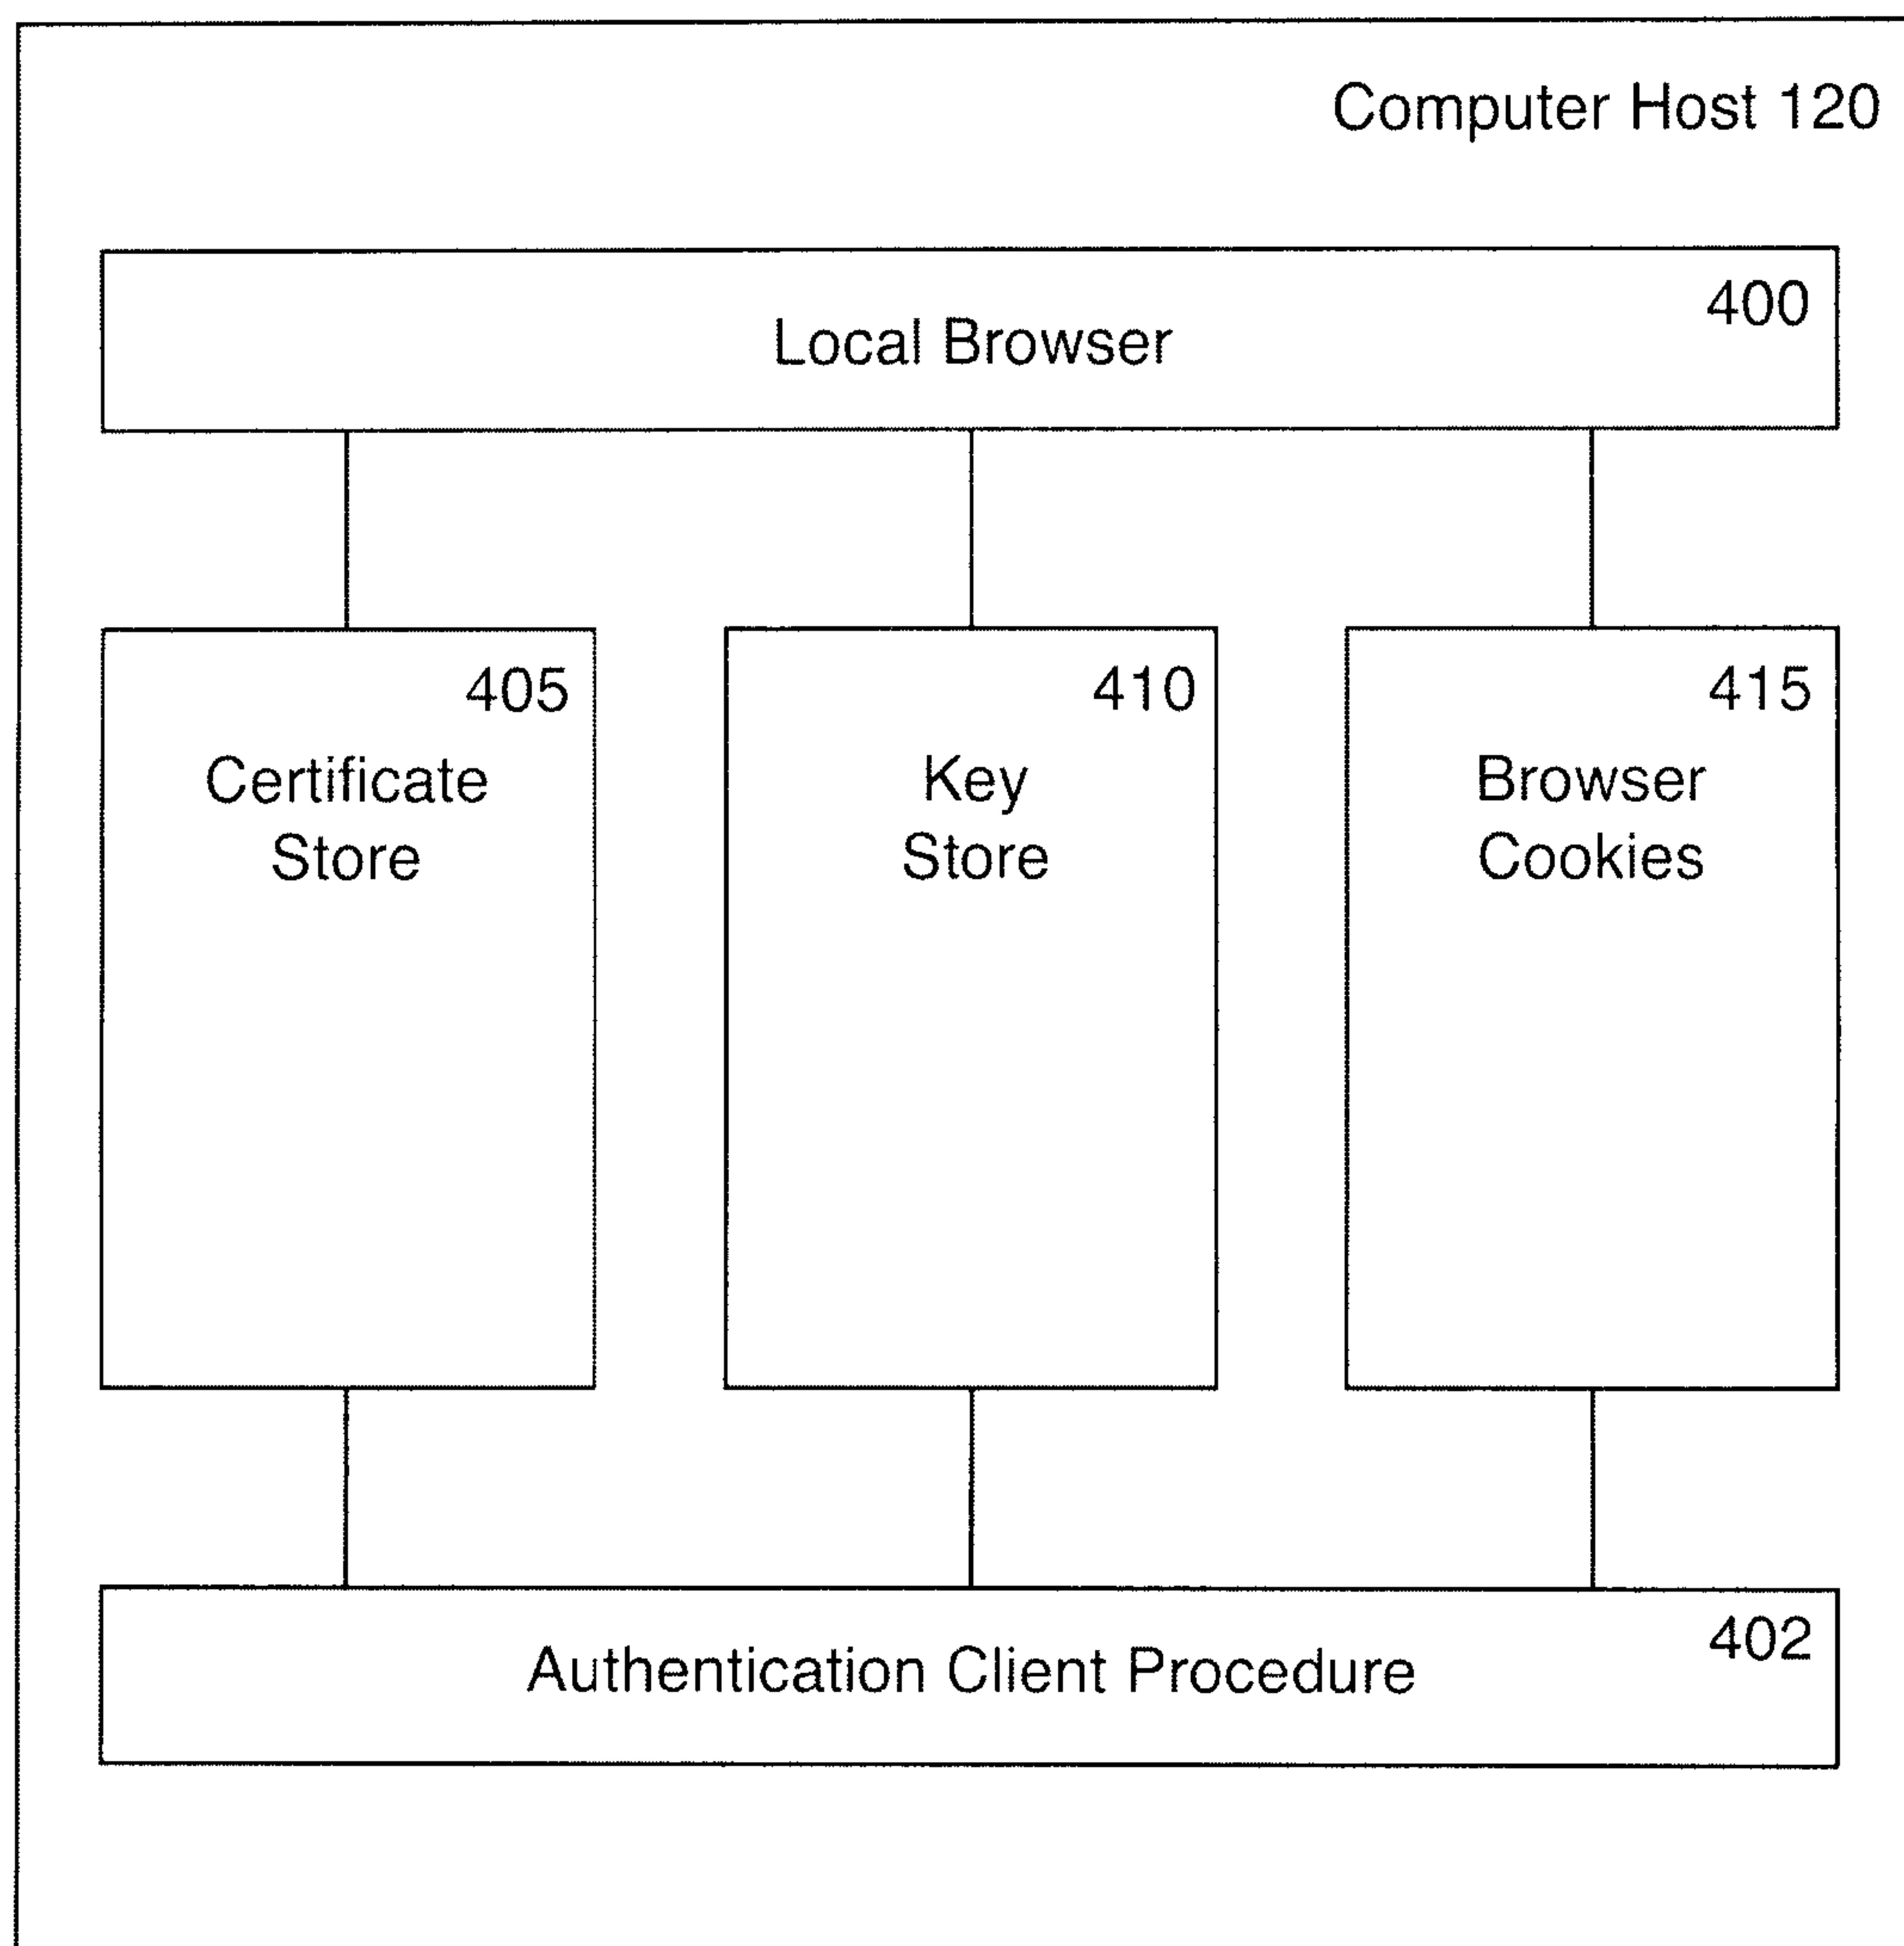 Computer Host 120
400
Local Browser
405
Certificate
Store
410
Key
Store
415
Browser
Cookies
402
Authentication Client Procedure